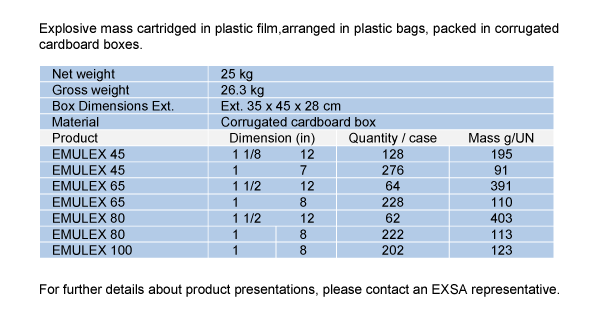 Explosive mass cartridged in plastic film,arranged in plastic bags, packed in corrugated
cardboard boxes.
Net weight 25 kg
Gross weight 26.3 kg
Box Dimensions Ext. Ext. 35 x 45 x 28 cm
Material Corrugated cardboard box
Product Dimension (in) Quantity / case Mass g/UN
EMULEX 45 1 1/8 12 128 195
EMULEX 45 1 7 276 91
EMULEX 65 1 1/2 12 64 391
EMULEX 65 1 8 228 110
EMULEX 80 1 1/2 12 62 403
EMULEX 80 1 8 222 113
EMULEX 100 1 8 202 123
For further details about product presentations, please contact an EXSA representative.